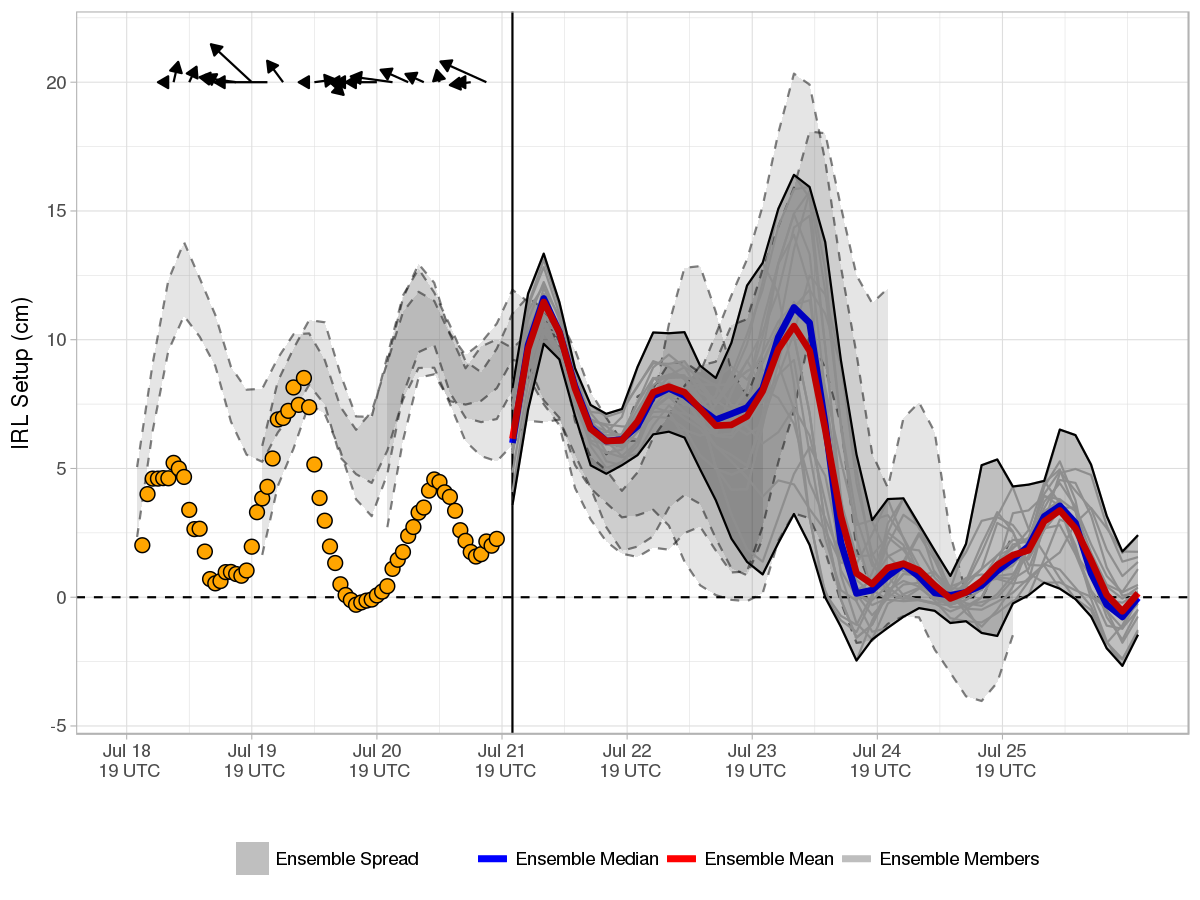 IRL Setup (cm)
20
15
10
5
0
-5
Jul 18
19 UTC
Jul 19
19 UTC
Jul 20
19 UTC
Jul 21
19 UTC
Jul 22
19 UTC
Jul 23
19 UTC
Jul 24
19 UTC
Jul 25
19 UTC
Ensemble Spread
Ensemble Median
Ensemble Mean
Ensemble Members